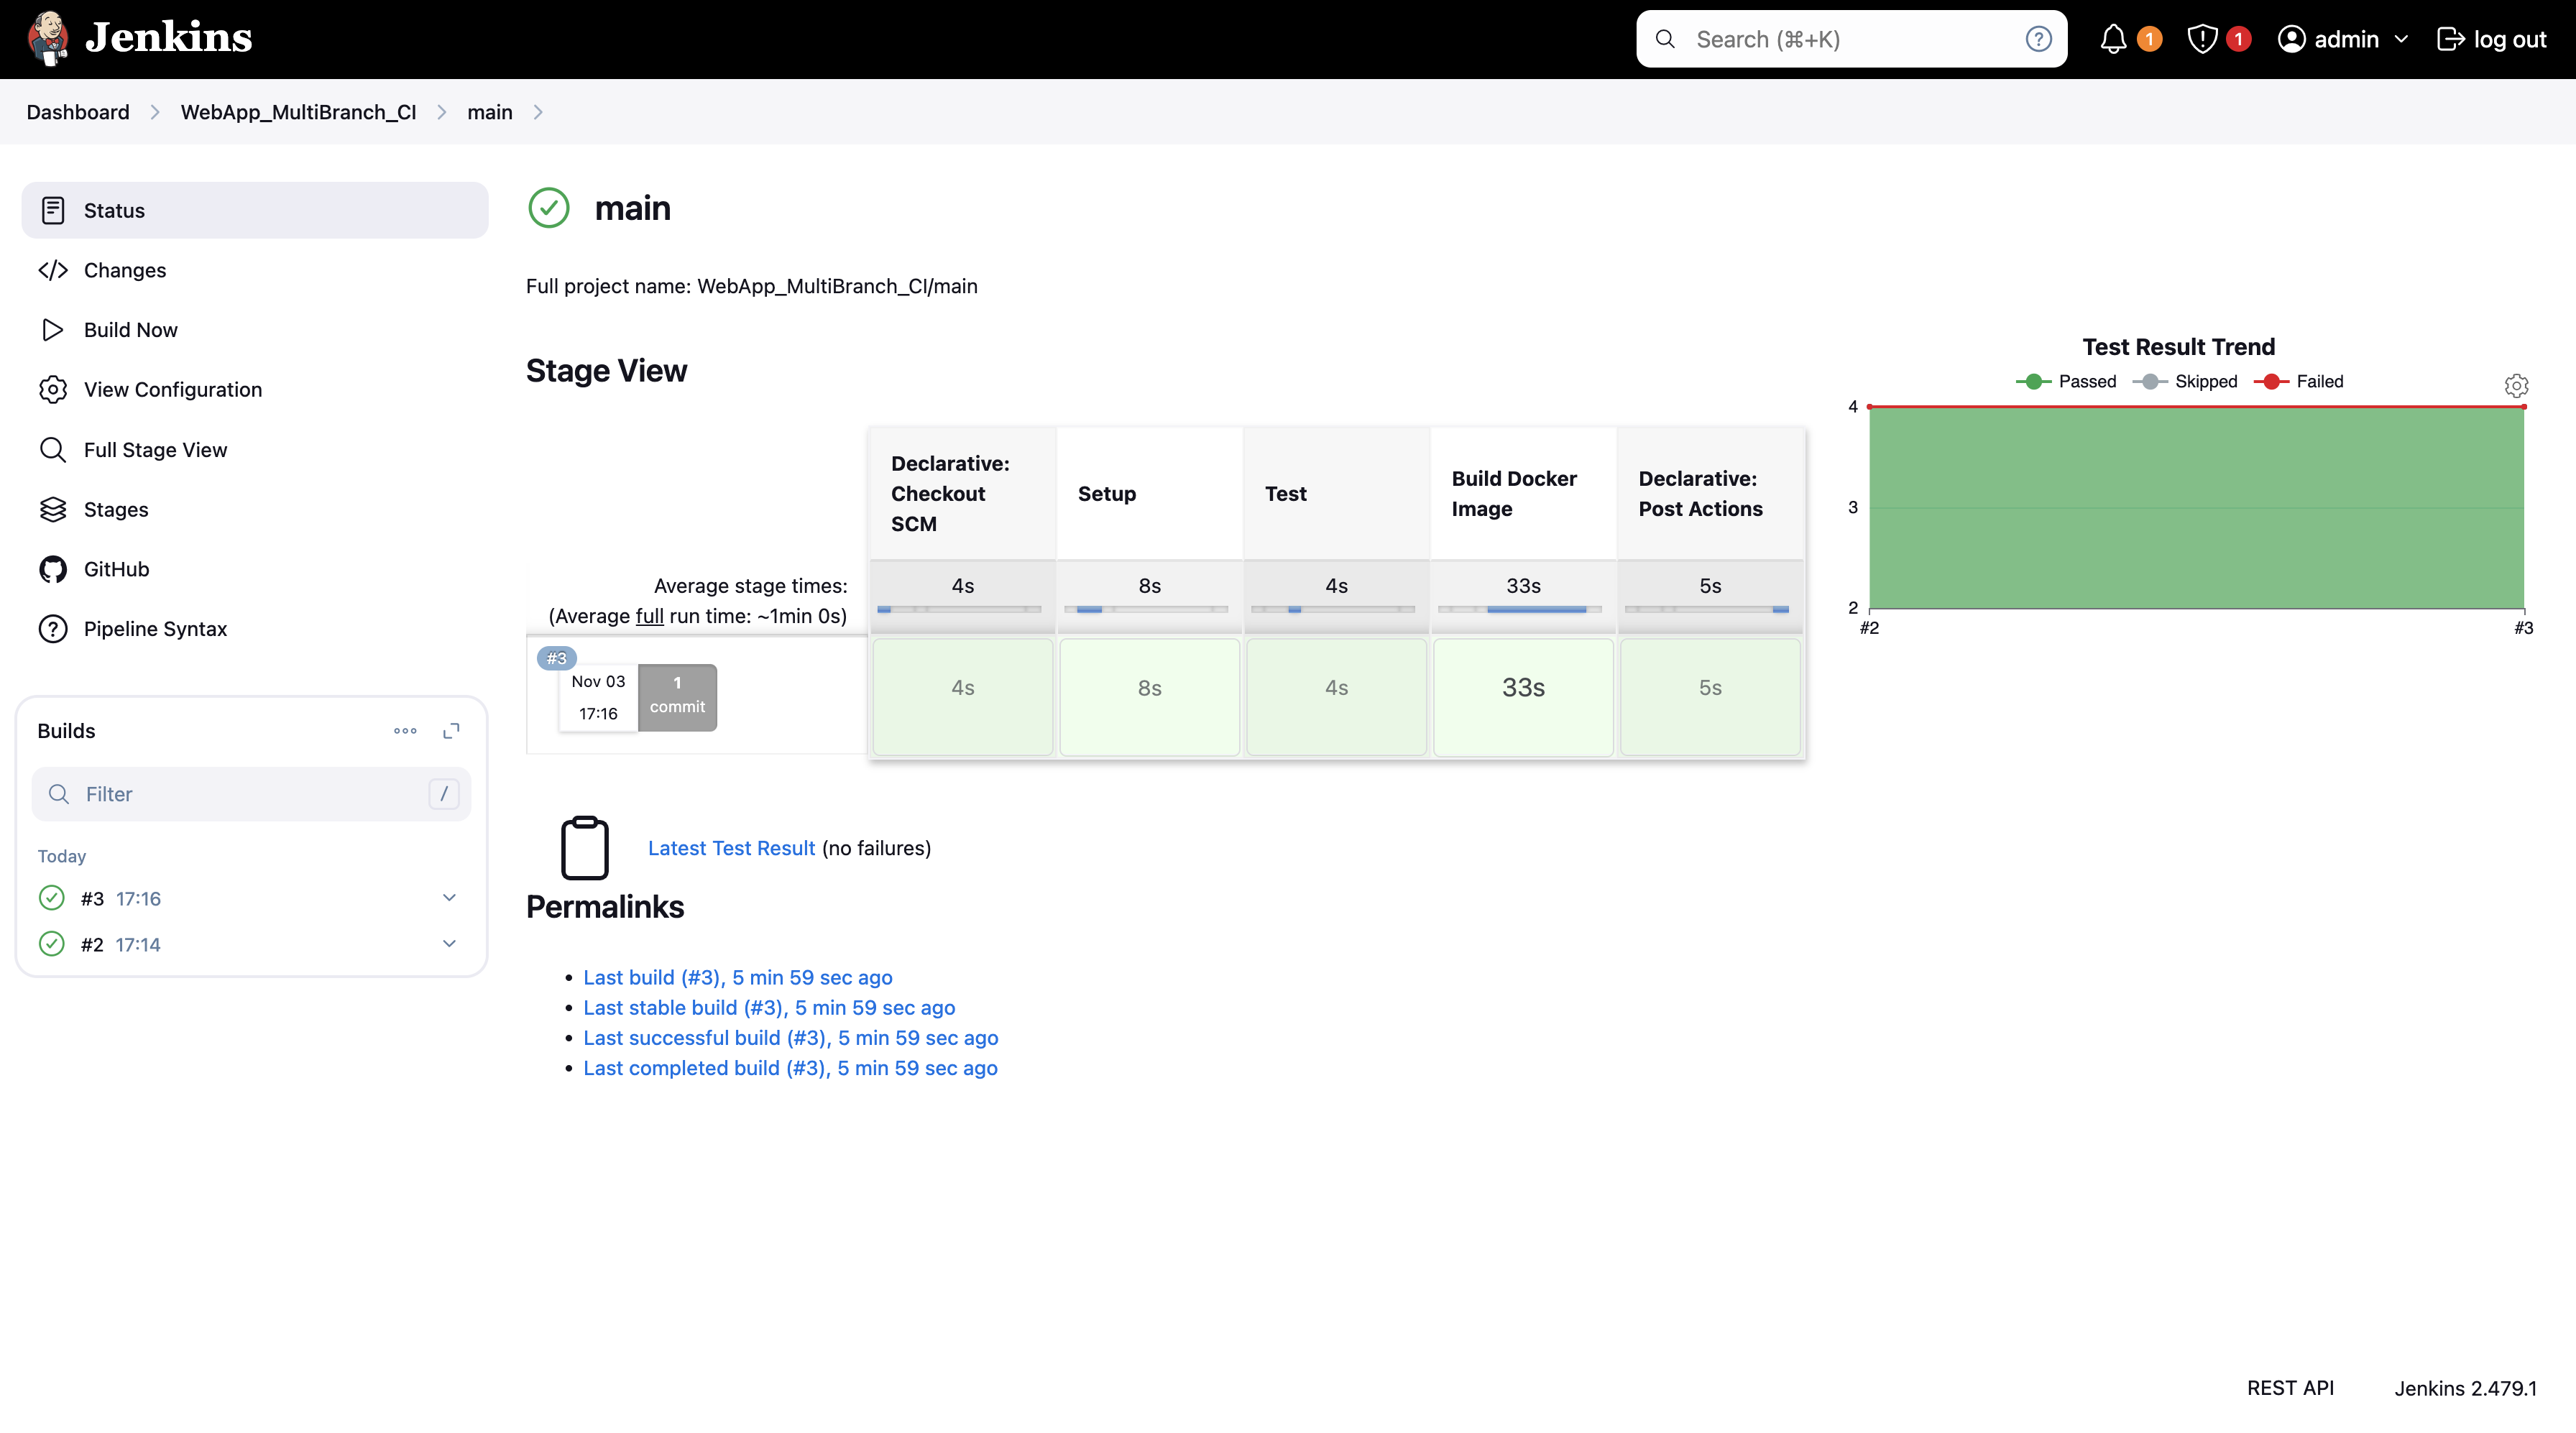 Jenkins
Search (⌘+K)
1
1
admin
log out
Dashboard
WebApp_MultiBranch_CI
main
Status
Changes
Build Now
View Configuration
Full Stage View
Stages
GitHub
Pipeline Syntax
Builds
Filter
/
Today
#3 17:16
#2 17:14
main
Full project name: WebApp_MultiBranch_CI/main
Stage View
Declarative:
Checkout
SCM
Setup
Test
Build Docker
Image
Declarative:
Post Actions
Average stage times:
(Average full run time: ~1min 0s)
4s
8s
4s
33s
5s
#3
Nov 03
17:16
1
commit
4s
8s
4s
33s
5s
Latest Test Result (no failures)
Permalinks
Last build (#3), 5 min 59 sec ago
Last stable build (#3), 5 min 59 sec ago
Last successful build (#3), 5 min 59 sec ago
Last completed build (#3), 5 min 59 sec ago
Test Result Trend
Passed
Skipped
Failed
4
3
2
#2
#3
REST API
Jenkins 2.479.1